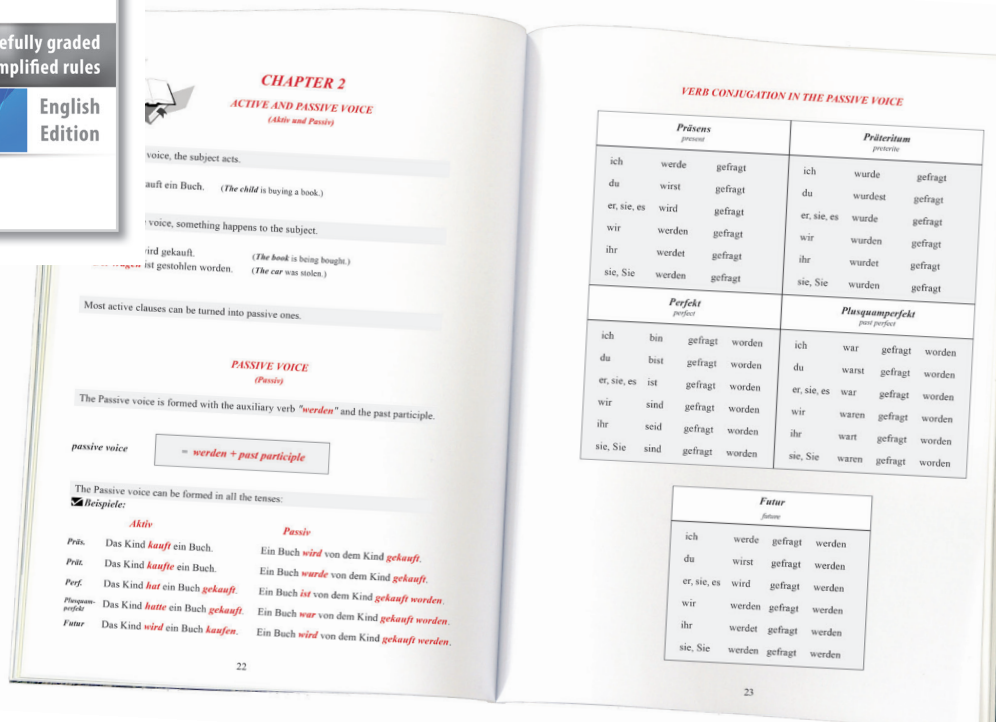 efully graded
mplified rules
English
Edition
CHAPTER 2
ACTIVE AND PASSIVE VOICE
(Aktiv und Passiv)
voice, the subject acts.
auft ein Buch. (The child is buying a book.)
voice, something happens to the subject.
ird gekauft. (The book is being bought.)
ist gestohlen worden. (The car was stolen.)
Most active clauses can be turned into passive ones.
PASSIVE VOICE
(Passiv)
The Passive voice is formed with the auxiliary verb "werden" and the past participle.
passive voice = werden + past participle
The Passive voice can be formed in all the tenses:
Beispiele:
Aktiv Passiv
Präs. Das Kind kauft ein Buch. Ein Buch wird von dem Kind gekauft.
Prät. Das Kind kaufte ein Buch. Ein Buch wurde von dem Kind gekauft.
Perf. Das Kind hat ein Buch gekauft. Ein Buch ist von dem Kind gekauft worden.
Plusquam-
perfekt Das Kind hatte ein Buch gekauft. Ein Buch war von dem Kind gekauft worden.
Futur Das Kind wird ein Buch kaufen. Ein Buch wird von dem Kind gekauft werden.
22
VERB CONJUGATION IN THE PASSIVE VOICE
Präsens
present
ich werde gefragt
du wirst gefragt
er, sie, es wird gefragt
wir werden gefragt
ihr werdet gefragt
sie, Sie werden gefragt
Präteritum
preterite
ich wurde gefragt
du wurdest gefragt
er, sie, es wurde gefragt
wir wurden gefragt
ihr wurdet gefragt
sie, Sie wurden gefragt
Perfekt
perfect
ich bin gefragt worden
du bist gefragt worden
er, sie, es ist gefragt worden
wir sind gefragt worden
ihr seid gefragt worden
sie, Sie sind gefragt worden
Plusquamperfekt
past perfect
ich war gefragt worden
du warst gefragt worden
er, sie, es war gefragt worden
wir waren gefragt worden
ihr wart gefragt worden
sie, Sie waren gefragt worden
Futur
future
ich werde gefragt werden
du wirst gefragt werden
er, sie, es wird gefragt werden
wir werden gefragt werden
ihr werdet gefragt werden
sie, Sie werden gefragt werden
23